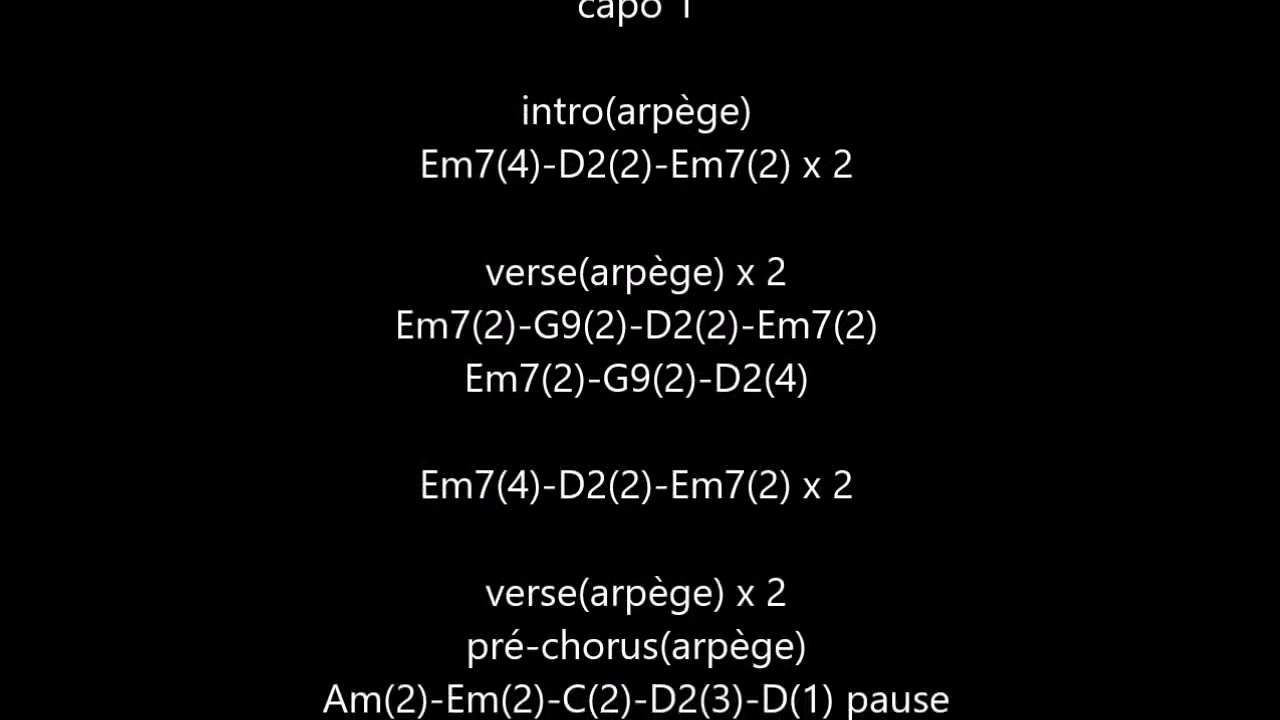 capo 1
intro(arpège)
Em7(4)-D2(2)-Em7(2) x 2
verse(arpège) x 2
Em7(2)-G9(2)-D2(2)-Em7(2)
Em7(2)-G9(2)-D2(4)
Em7(4)-D2(2)-Em7(2) x 2
verse(arpège) x 2
pré-chorus(arpège)
Am(2)-Em(2)-C(2)-D2(3)-D(1) pause